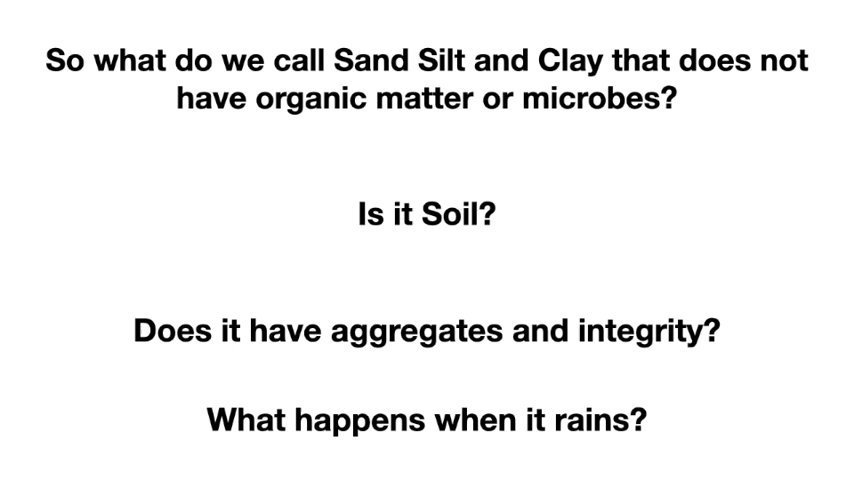 So what do we call Sand Silt and Clay that does not
have organic matter or microbes?
Is it Soil?
Does it have aggregates and integrity?
What happens when it rains?